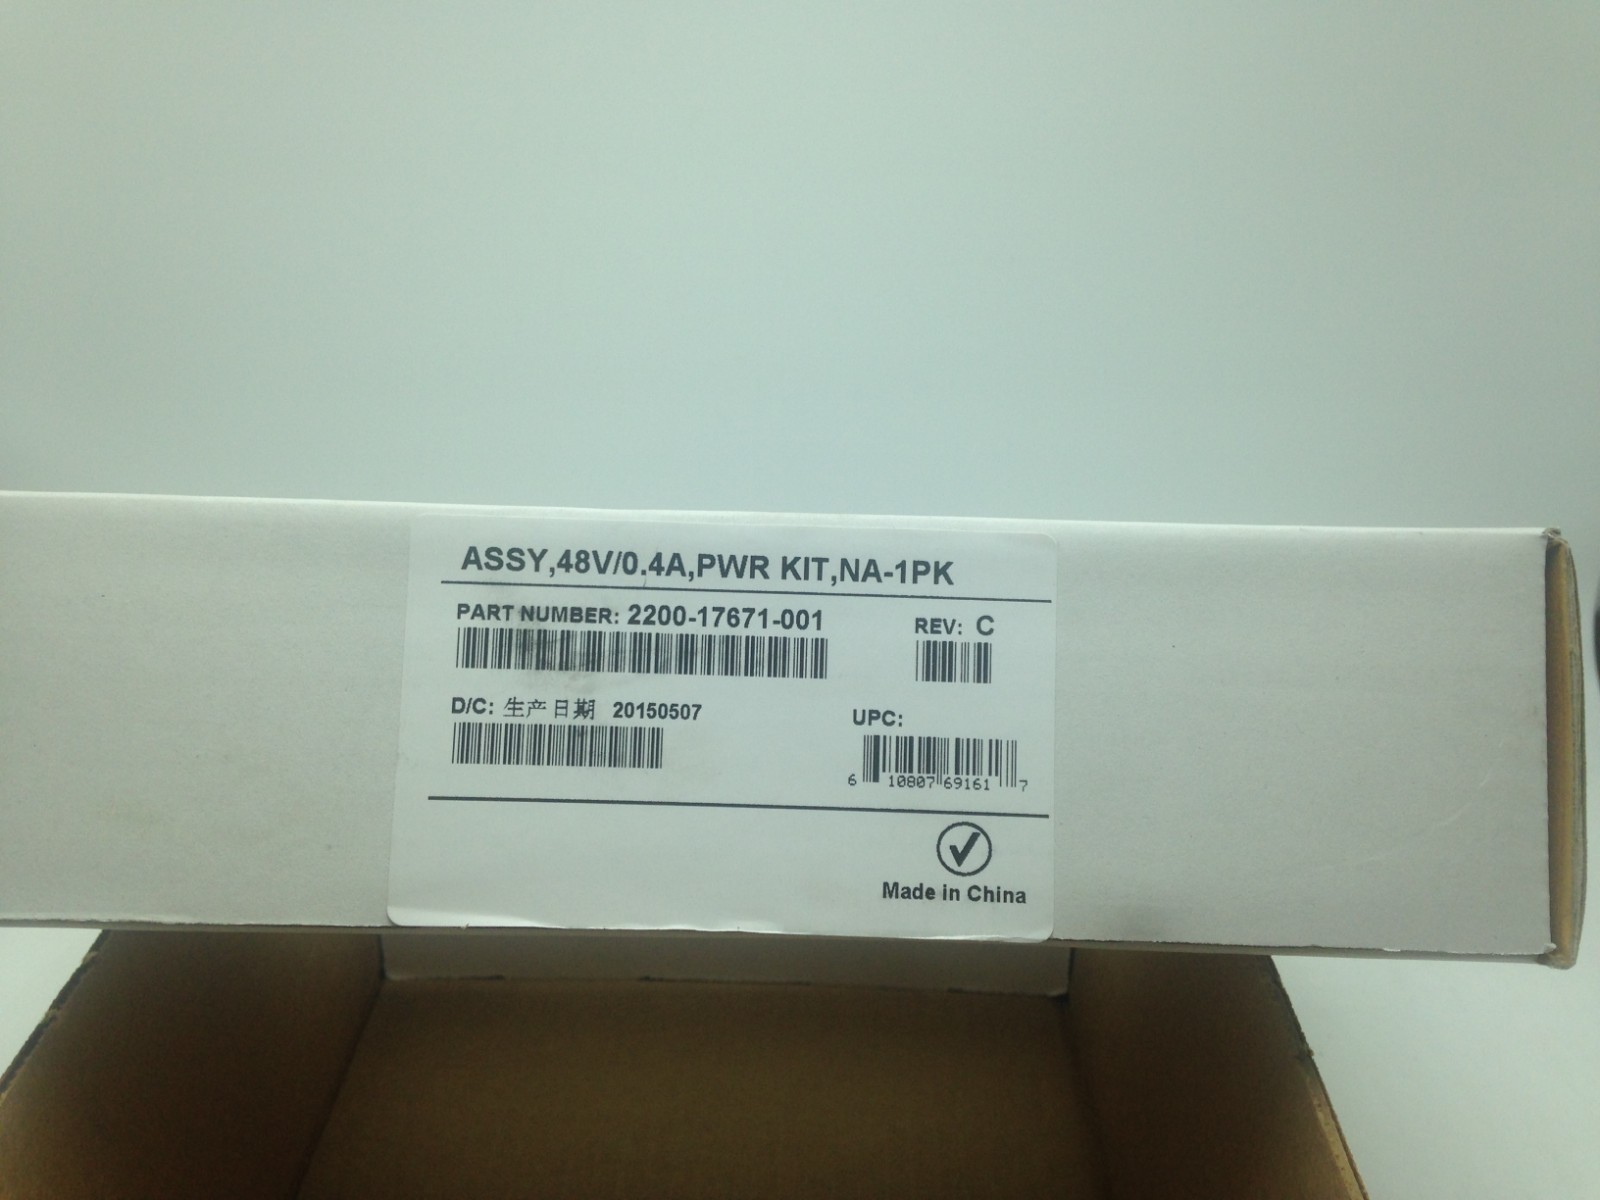 ASSY,48V/0.4A,PWR KIT,NA-1PK
PART NUMBER: 2200-17671-001
REV: C
D/C: 生产日期 20150507
UPC:
6 10807 69161 7
Made in China